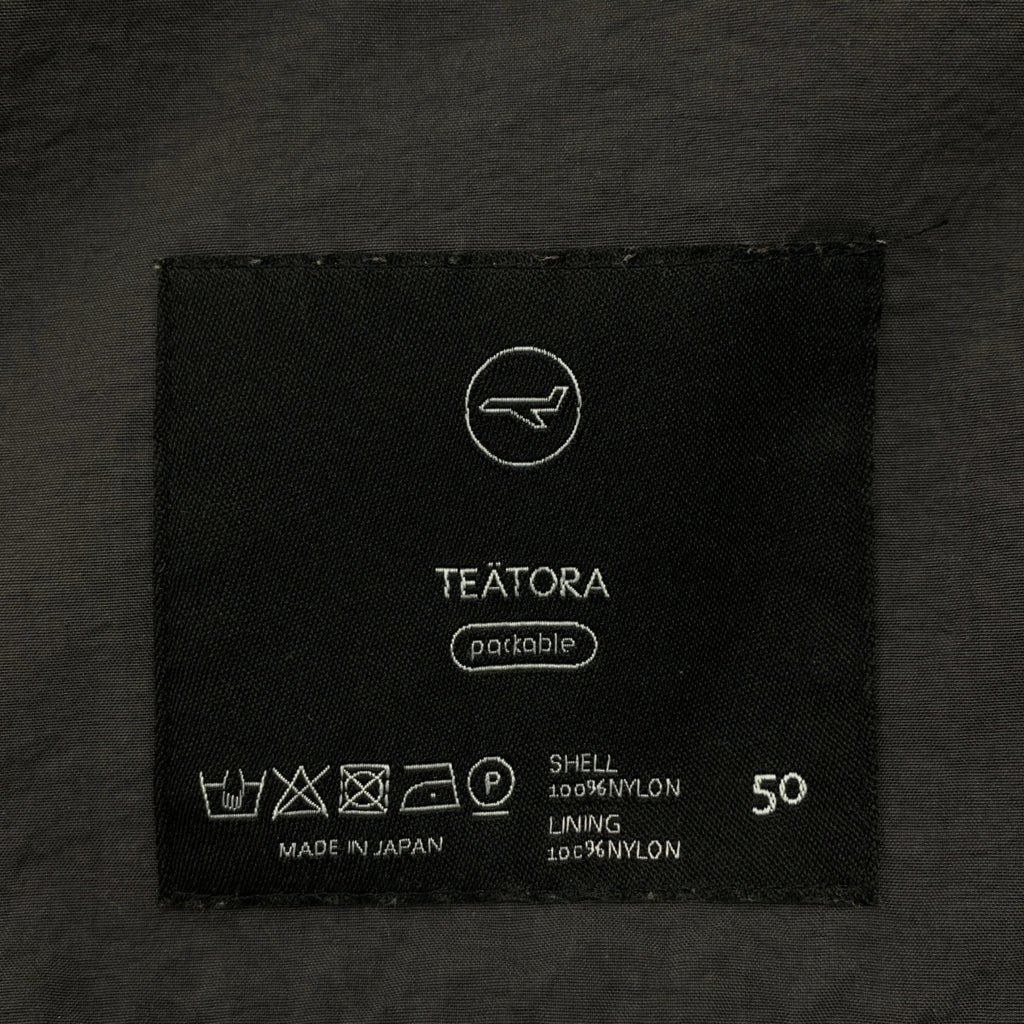 TEÄTORA
packable
P
SHELL
100%NYLON
LINING
100%NYLON
50
MADE IN JAPAN